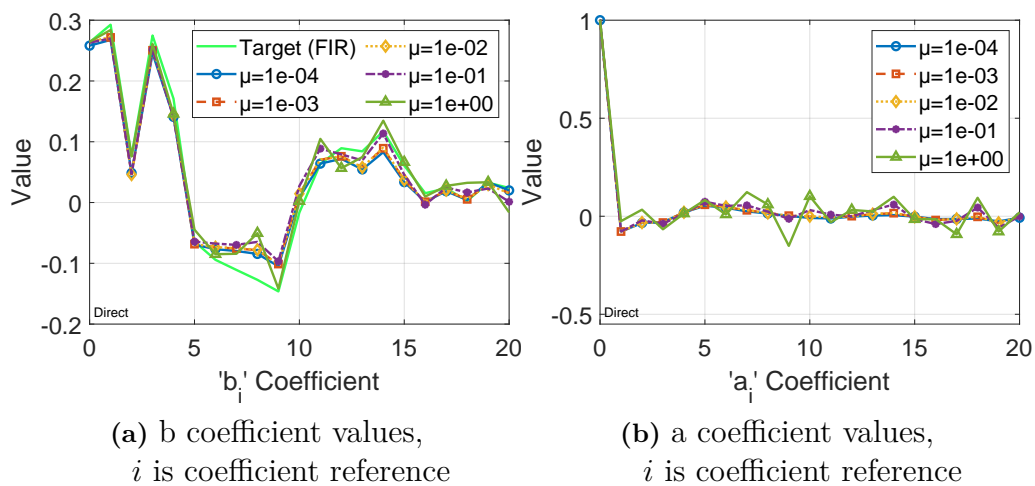 0.3
0.2
0.1
0
-0.1
-0.2
Value
Target (FIR)
μ=1e-04
μ=1e-03
μ=1e-02
μ=1e-01
μ=1e+00
Direct
0 5 10 15 20
'b_i' Coefficient
(a) b coefficient values,
i is coefficient reference
1
0.5
0
-0.5
Value
μ=1e-04
μ=1e-03
μ=1e-02
μ=1e-01
μ=1e+00
Direct
0 5 10 15 20
'a_i' Coefficient
(b) a coefficient values,
i is coefficient reference